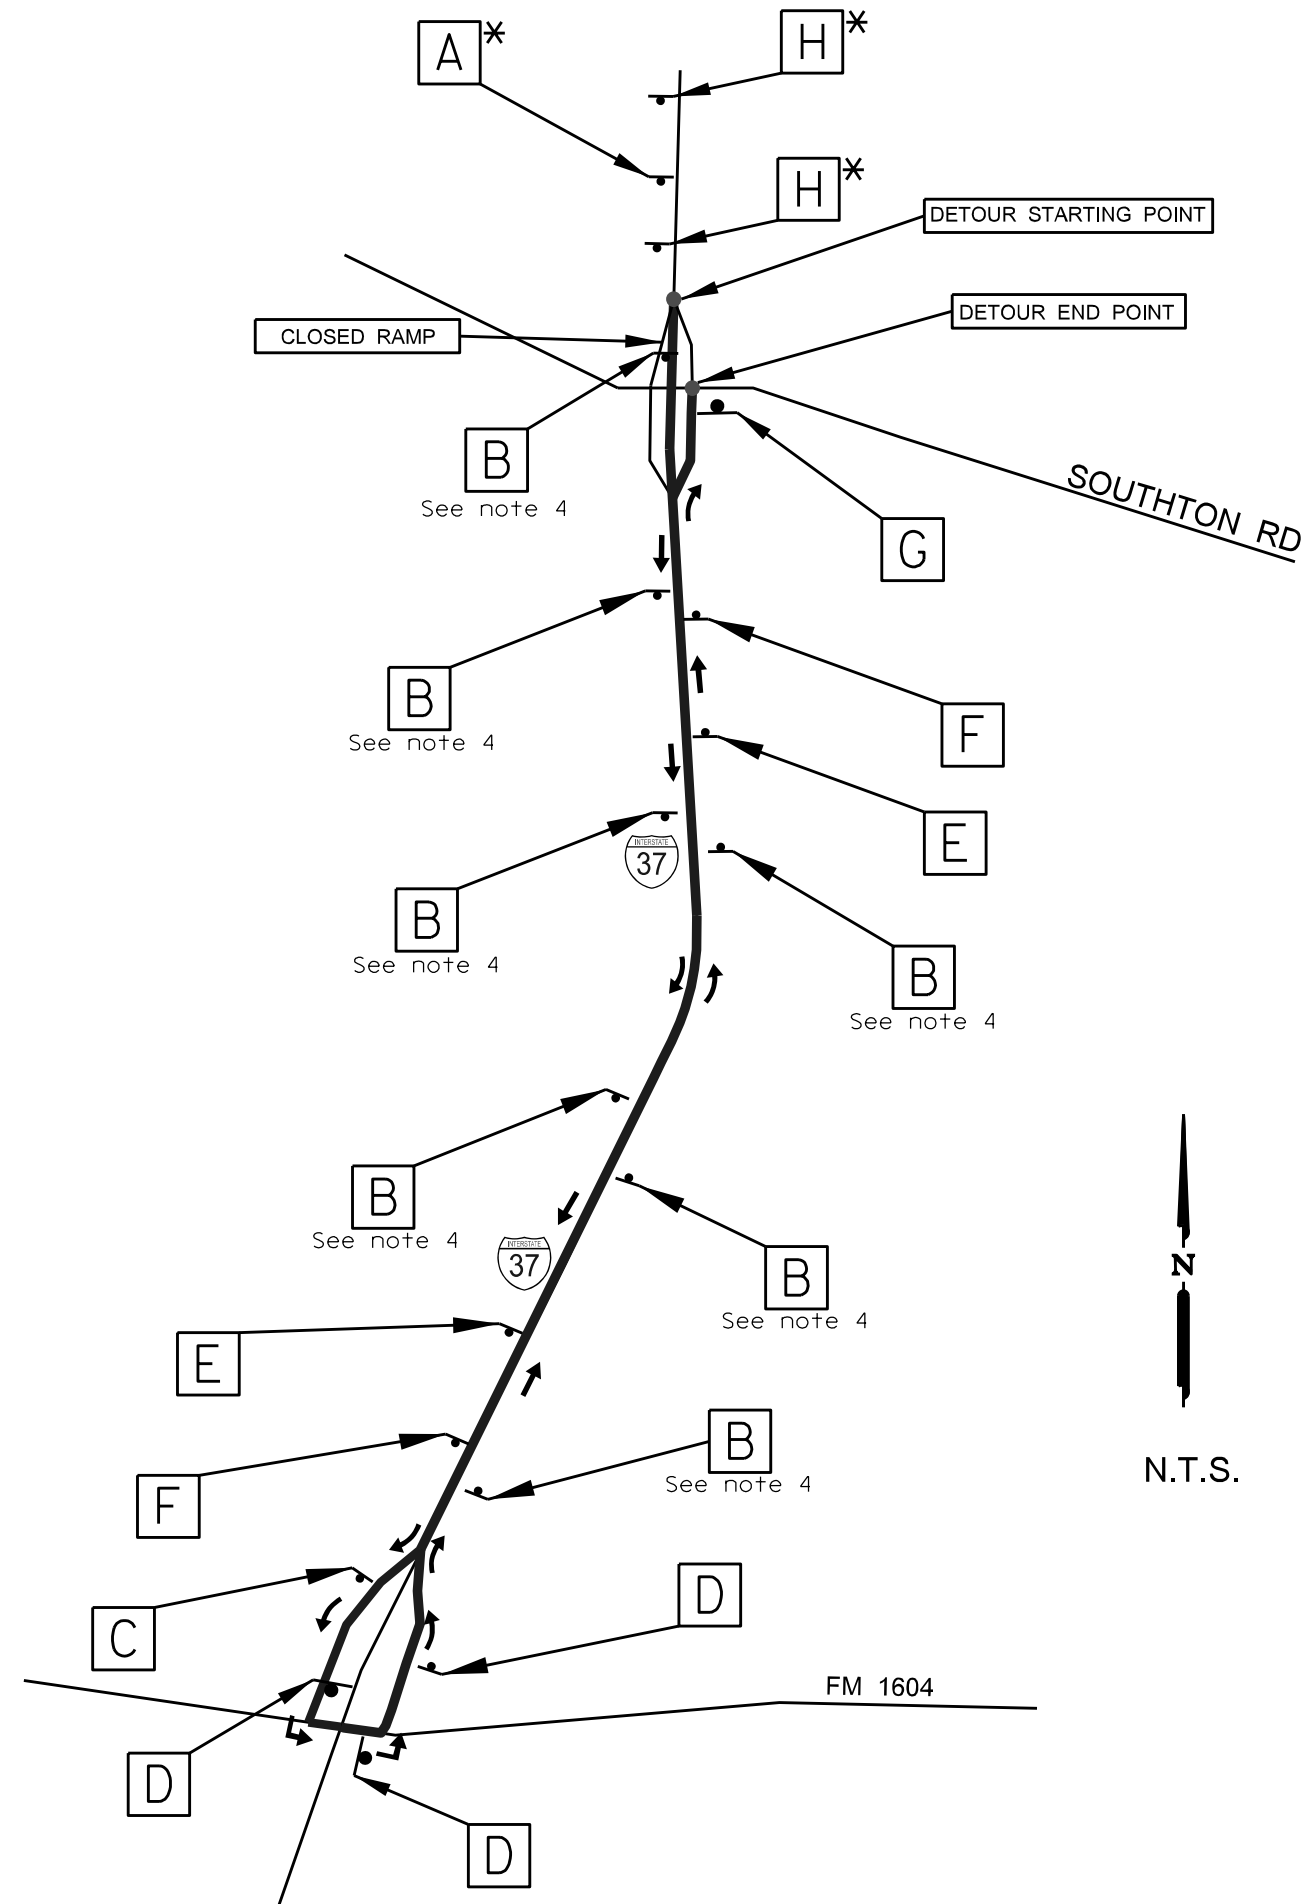 A*
H*
H*
DETOUR STARTING POINT
DETOUR END POINT
CLOSED RAMP
B
See note 4
SOUTHTON RD
G
B
See note 4
F
E
INTERSTATE
37
B
See note 4
B
See note 4
B
See note 4
N
INTERSTATE
37
B
See note 4
E
B
See note 4
F
N.T.S.
D
C
FM 1604
D
D